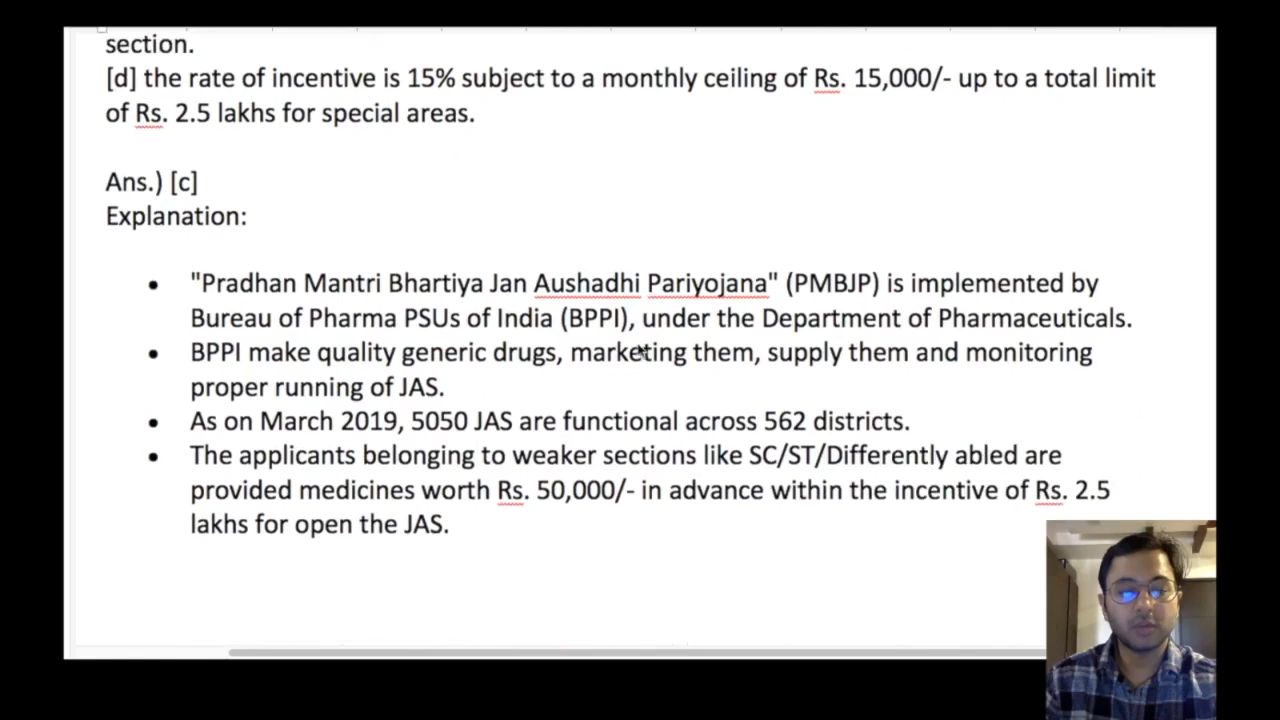 section.
[d] the rate of incentive is 15% subject to a monthly ceiling of Rs. 15,000/- up to a total limit
of Rs. 2.5 lakhs for special areas.
Ans.) [c]
Explanation:
• "Pradhan Mantri Bhartiya Jan Aushadhi Pariyojana" (PMBJP) is implemented by
Bureau of Pharma PSUs of India (BPPI), under the Department of Pharmaceuticals.
• BPPI make quality generic drugs, marketing them, supply them and monitoring
proper running of JAS.
• As on March 2019, 5050 JAS are functional across 562 districts.
• The applicants belonging to weaker sections like SC/ST/Differently abled are
provided medicines worth Rs. 50,000/- in advance within the incentive of Rs. 2.5
lakhs for open the JAS.